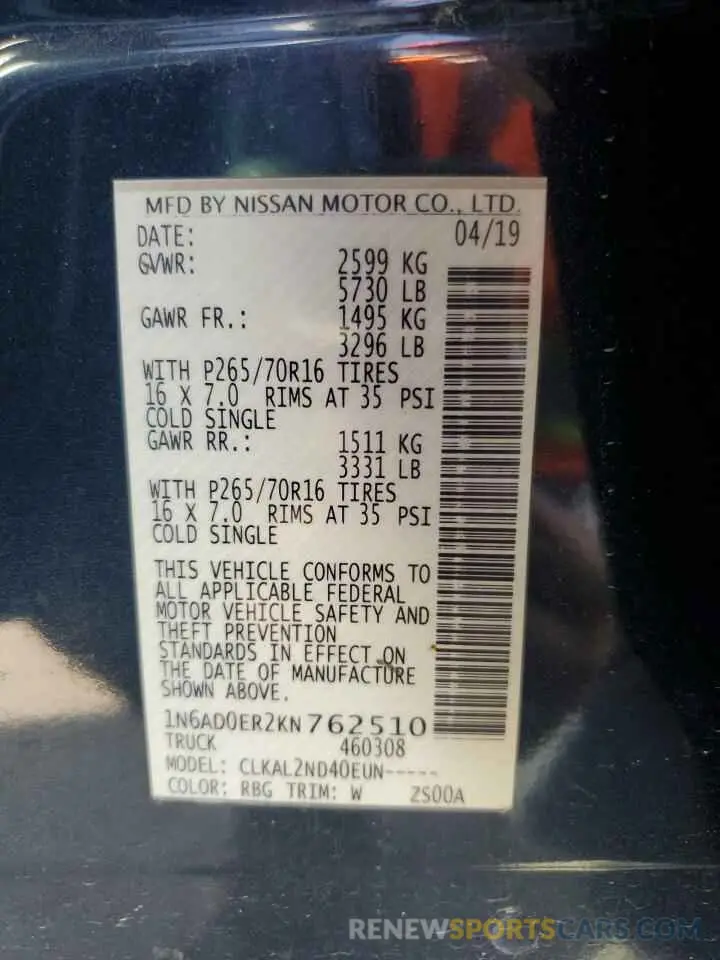 MFD BY NISSAN MOTOR CO., LTD.
DATE: 04/19
GVWR: 2599 KG
5730 LB
GAWR FR.: 1495 KG
3296 LB
WITH P265/70R16 TIRES
16 X 7.0 RIMS AT 35 PSI
COLD SINGLE
GAWR RR.: 1511 KG
3331 LB
WITH P265/70R16 TIRES
16 X 7.0 RIMS AT 35 PSI
COLD SINGLE
THIS VEHICLE CONFORMS TO
ALL APPLICABLE FEDERAL
MOTOR VEHICLE SAFETY AND
THEFT PREVENTION
STANDARDS IN EFFECT ON
THE DATE OF MANUFACTURE
SHOWN ABOVE.
1N6AD0ER2KN762510
TRUCK 460308
MODEL: CLKAL2ND40EUN-----
COLOR: RBG TRIM: W 2S00A
RENEWSPORTSCARS.COM